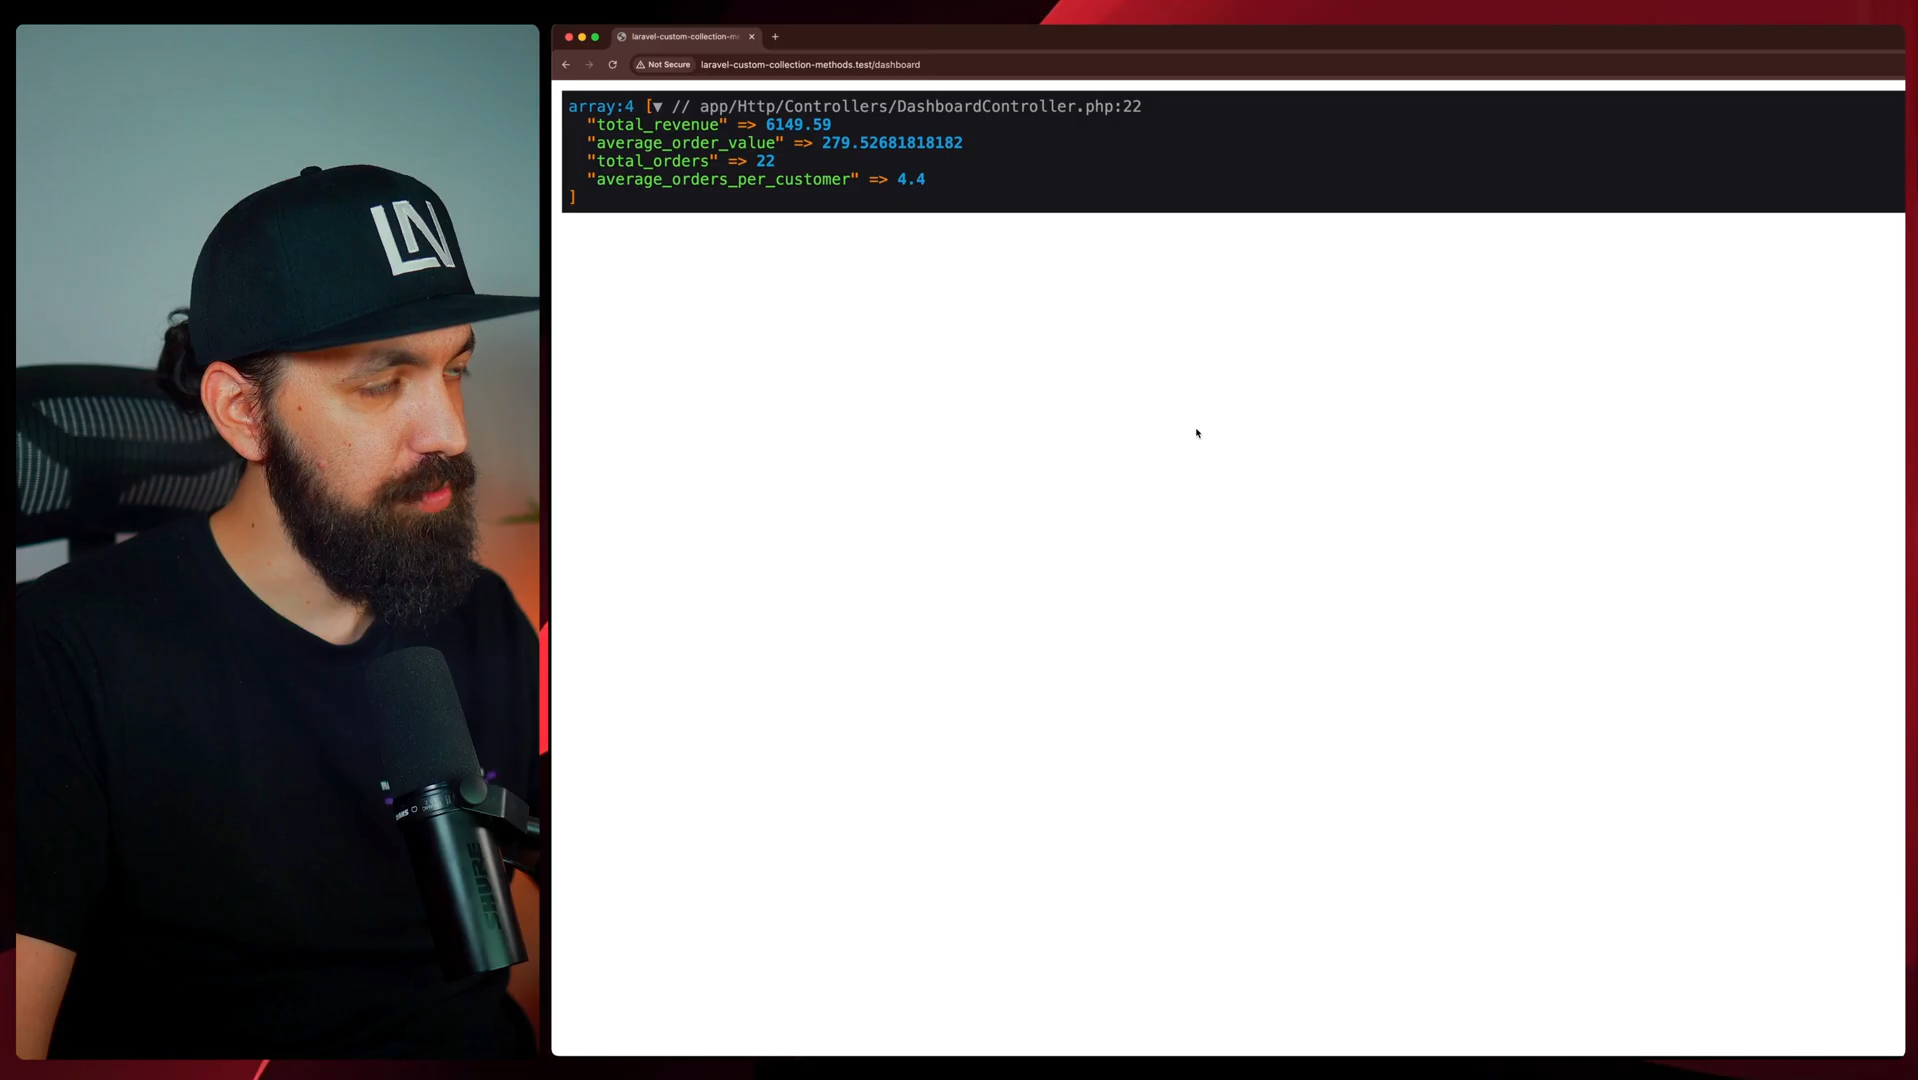 LN
laravel-custom-collection-m
Not Secure
laravel-custom-collection-methods.test/dashboard
array:4 [▼ // app/Http/Controllers/DashboardController.php:22
"total_revenue" => 6149.59
"average_order_value" => 279.52681818182
"total_orders" => 22
"average_orders_per_customer" => 4.4
]
SHURE